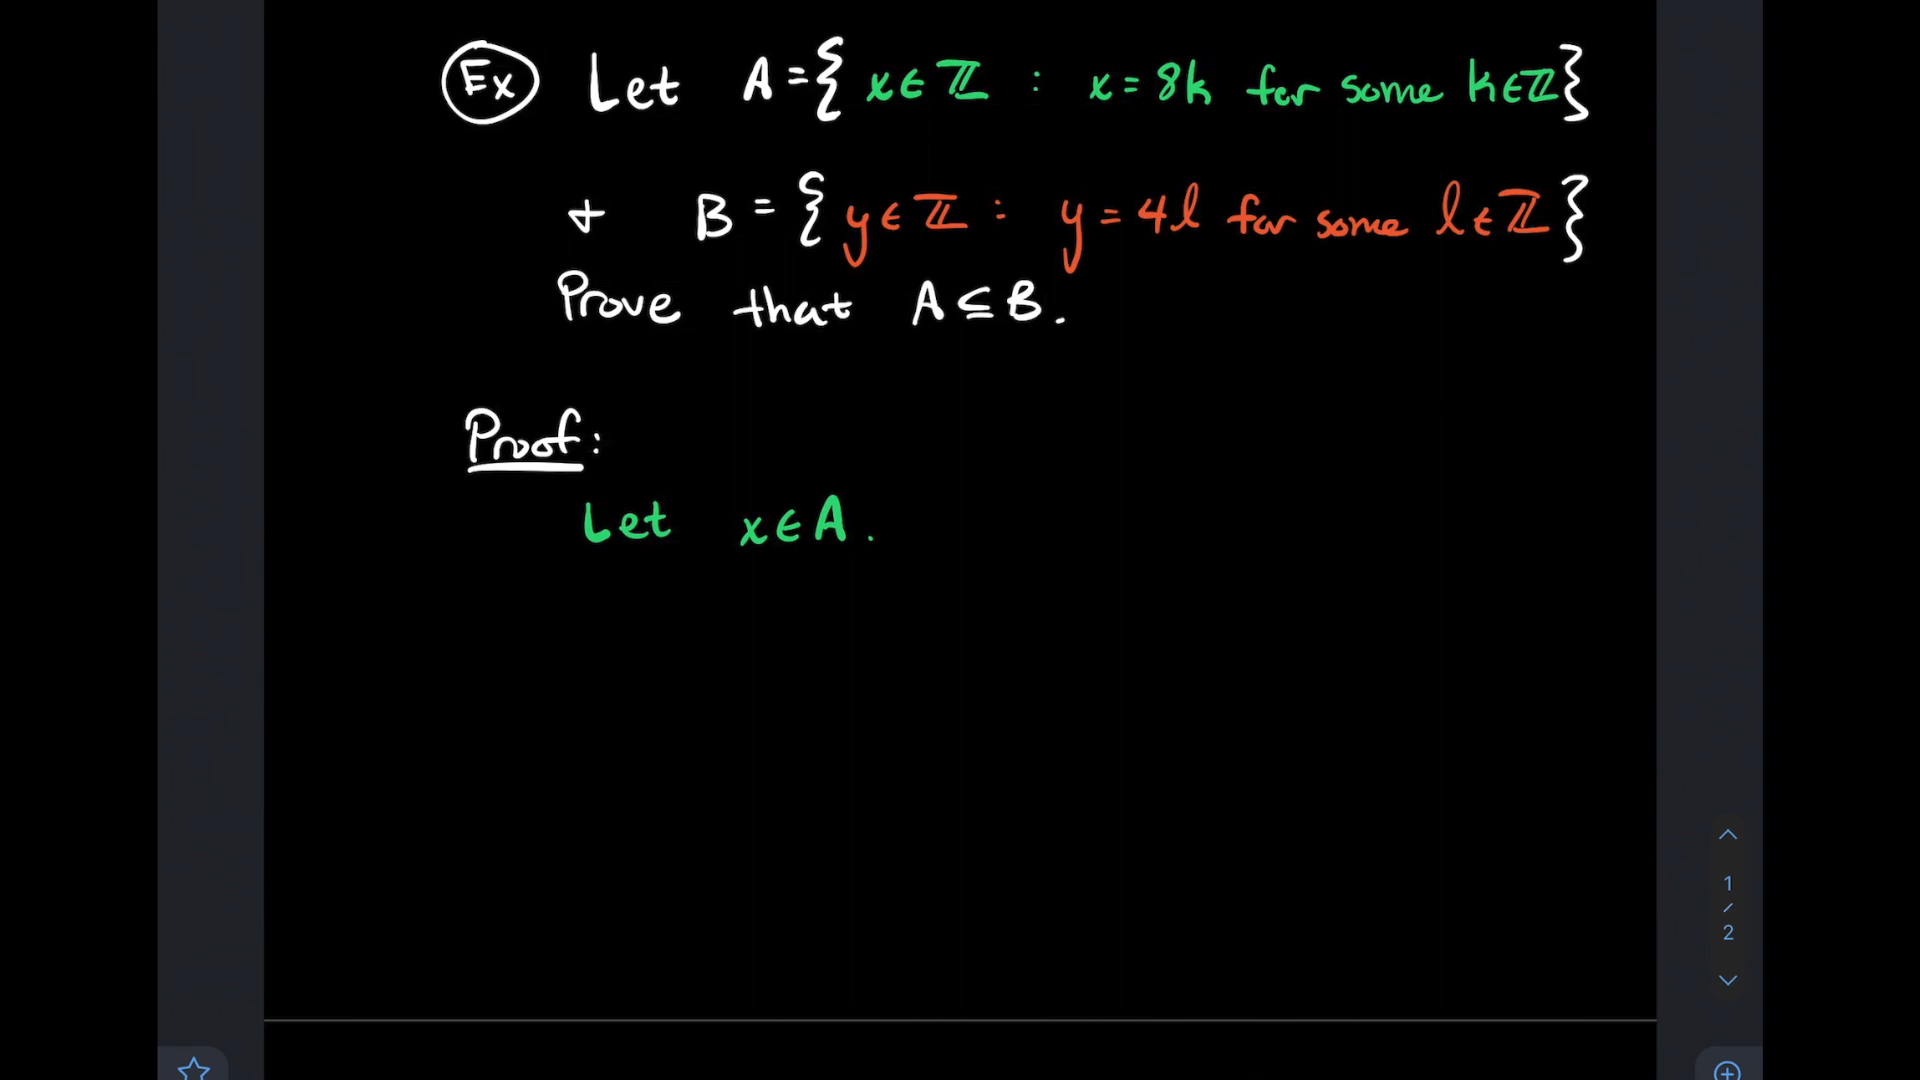 Ex Let A={ x∈ℤ : x=8k for some k∈ℤ}
+ B={ y∈ℤ : y=4l for some l∈ℤ}
Prove that A⊆B.
Proof:
Let x∈A.
1
/
2